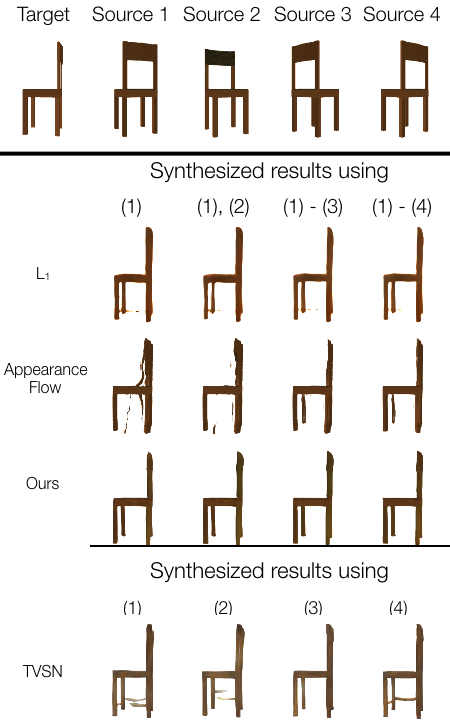 Target Source 1 Source 2 Source 3 Source 4
Synthesized results using
(1) (1), (2) (1) - (3) (1) - (4)
L₁
Appearance
Flow
Ours
Synthesized results using
(1) (2) (3) (4)
TVSN